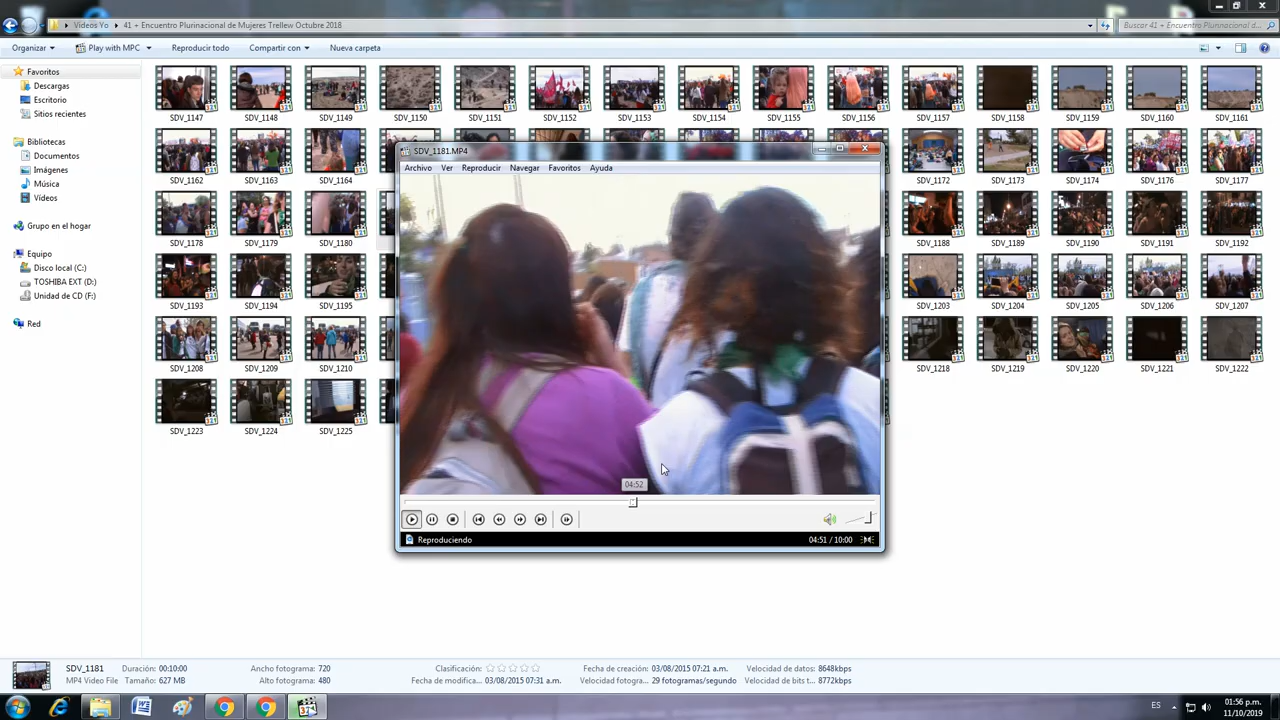 Videos Yo ▸ 41 + Encuentro Plurinacional de Mujeres Trellew Octubre 2018
Buscar 41 + Encuentro Plurinacional d...
Organizar Play with MPC Reproducir todo Compartir con Nueva carpeta
Favoritos
Descargas
Escritorio
Sitios recientes
Bibliotecas
Documentos
Imágenes
Música
Vídeos
Grupo en el hogar
Equipo
Disco local (C:)
TOSHIBA EXT (D:)
Unidad de CD (F:)
Red
SDV_1147 SDV_1148 SDV_1149 SDV_1150 SDV_1151 SDV_1152 SDV_1153 SDV_1154 SDV_1155 SDV_1156 SDV_1157 SDV_1158 SDV_1159 SDV_1160 SDV_1161
SDV_1162 SDV_1163 SDV_1164 SDV_1172 SDV_1173 SDV_1174 SDV_1176 SDV_1177
SDV_1178 SDV_1179 SDV_1180 SDV_1188 SDV_1189 SDV_1190 SDV_1191 SDV_1192
SDV_1193 SDV_1194 SDV_1195 SDV_1203 SDV_1204 SDV_1205 SDV_1206 SDV_1207
SDV_1208 SDV_1209 SDV_1210 SDV_1218 SDV_1219 SDV_1220 SDV_1221 SDV_1222
SDV_1223 SDV_1224 SDV_1225
SDV_1181.MP4
Archivo Ver Reproducir Navegar Favoritos Ayuda
04:52
Reproduciendo 04:51 / 10:00
SDV_1181 Duración: 00:10:00 Ancho fotograma: 720 Clasificación: Fecha de creación: 03/08/2015 07:21 a.m. Velocidad de datos: 8648kbps
MP4 Video File Tamaño: 627 MB Alto fotograma: 480 Fecha de modifica... 03/08/2015 07:31 a.m. Velocidad fotogra... 29 fotogramas/segundo Velocidad de bits t... 8772kbps
ES 01:56 p.m.
11/10/2019